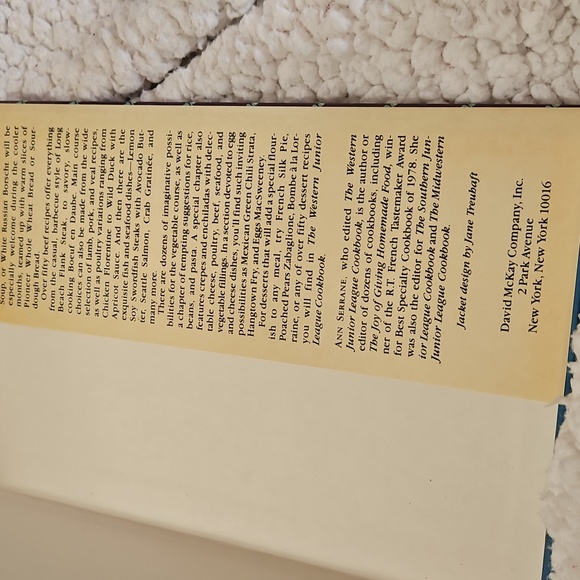 Soup. White Russian Borscht will be
especially welcomed during the cooler
months, teamed up with warm slices of
Pioneer Whole Wheat Bread or Sour-
dough Bread.
Over fifty beef recipes offer everything
from the casual, barbecue style of Long
Beach Flank Steak, to savory, slow-
cooking Boston Daube. Main course
choices can also be made from the wide
selection of lamb, pork, and veal recipes,
as well as poultry creations ranging from
Chicken Florentine to Wild Duck with
Apricot Sauce. And then there are the
exquisite fish and seafood dishes—Lemon
Soy Swordfish Steaks with Avocado But-
ter, Seattle Salmon, Crab Gratinée, and
many more.
There are dozens of imaginative possi-
bilities for the vegetable course, as well as
a chapter of tempting suggestions for rice,
beans, and pasta. A special chapter also
features crepes and enchiladas with delec-
table cheese, poultry, beef, seafood, and
vegetable fillings. In a section devoted to egg
and cheese dishes, you'll find such inviting
possibilities as Mexican Green Chili Strata,
Hangtown Fry, and Eggs MacSweeney.
For desserts that will add a special flour-
ish to any meal, try French Silk Pie,
Poached Pears Zabaglione, Bombe à la Lor-
raine, or any of over fifty dessert recipes
you will find in The Western Junior
League Cookbook.
ANN SERANNE, who edited The Western
Junior League Cookbook, is the author or
editor of dozens of cookbooks, including
The Joy of Giving Homemade Food, win-
ner of the R.T. French Tastemaker Award
for Best Specialty Cookbook of 1978. She
was also the editor for The Southern Jun-
ior League Cookbook and The Midwestern
Junior League Cookbook.
Jacket design by Jane Treuhaft
David McKay Company, Inc.
2 Park Avenue
New York, New York 10016